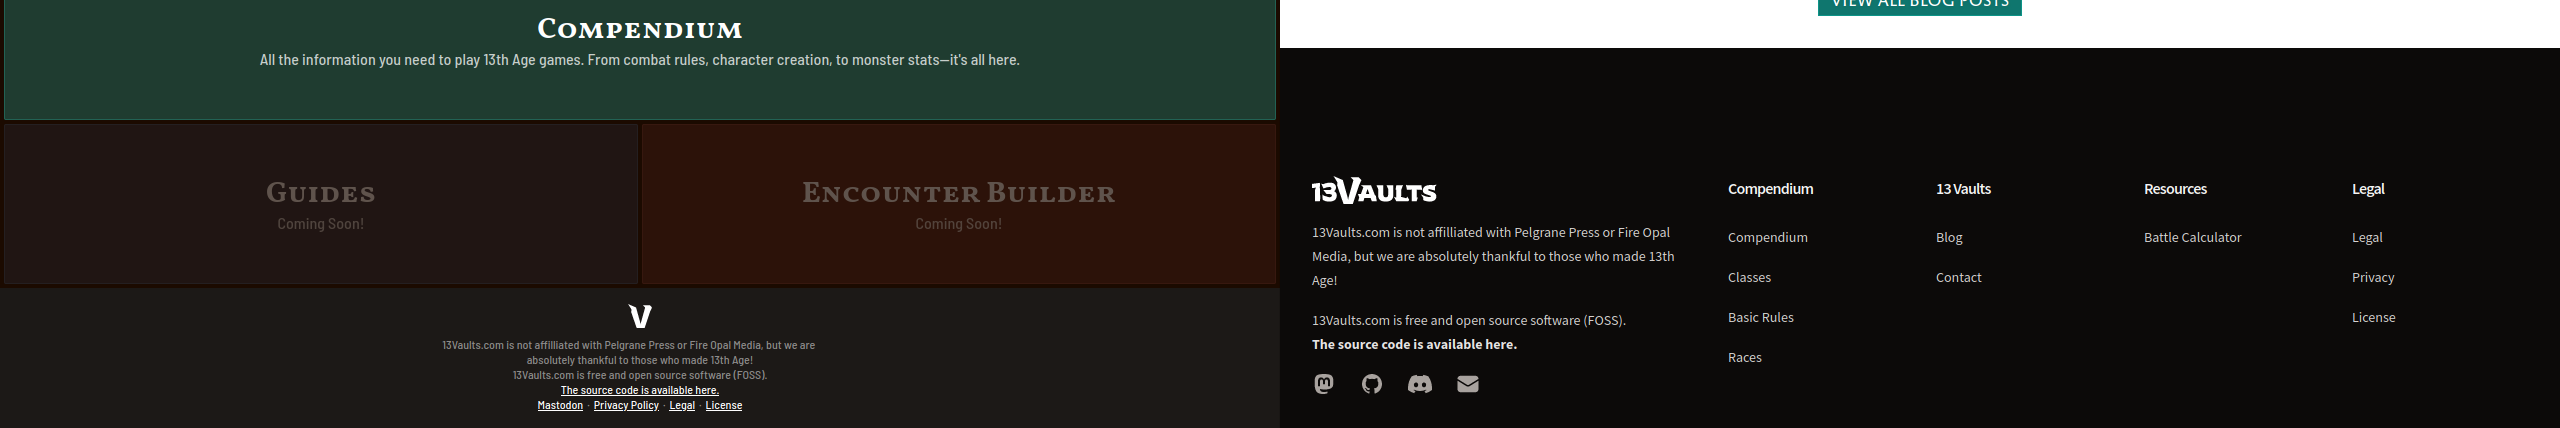 Compendium
All the information you need to play 13th Age games. From combat rules, character creation, to monster stats—it's all here.
Guides
Coming Soon!
Encounter Builder
Coming Soon!
V
13Vaults.com is not affilliated with Pelgrane Press or Fire Opal Media, but we are
absolutely thankful to those who made 13th Age!
13Vaults.com is free and open source software (FOSS).
The source code is available here.
Mastodon · Privacy Policy · Legal · License
VIEW ALL BLOG POSTS
13Vaults
13Vaults.com is not affilliated with Pelgrane Press or Fire Opal
Media, but we are absolutely thankful to those who made 13th
Age!
13Vaults.com is free and open source software (FOSS).
The source code is available here.
Compendium
Compendium
Classes
Basic Rules
Races
13 Vaults
Blog
Contact
Resources
Battle Calculator
Legal
Legal
Privacy
License